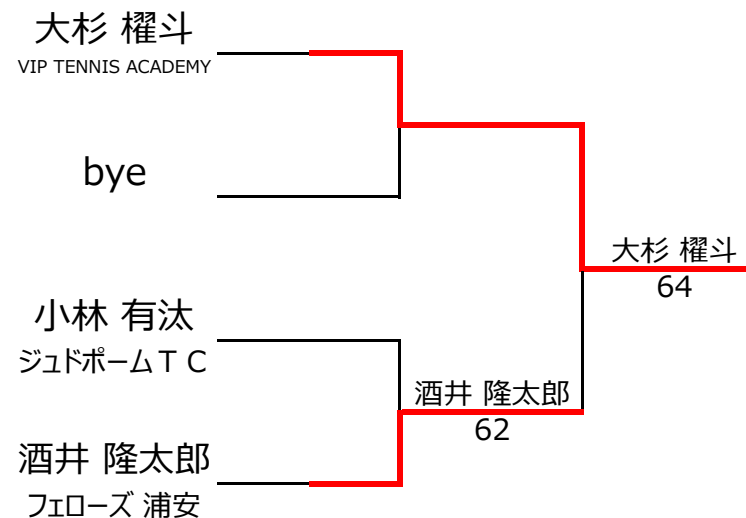 大杉 櫂斗
VIP TENNIS ACADEMY
bye
大杉 櫂斗
64
小林 有汰
ジュドポームＴＣ
酒井 隆太郎
62
酒井 隆太郎
フェローズ 浦安